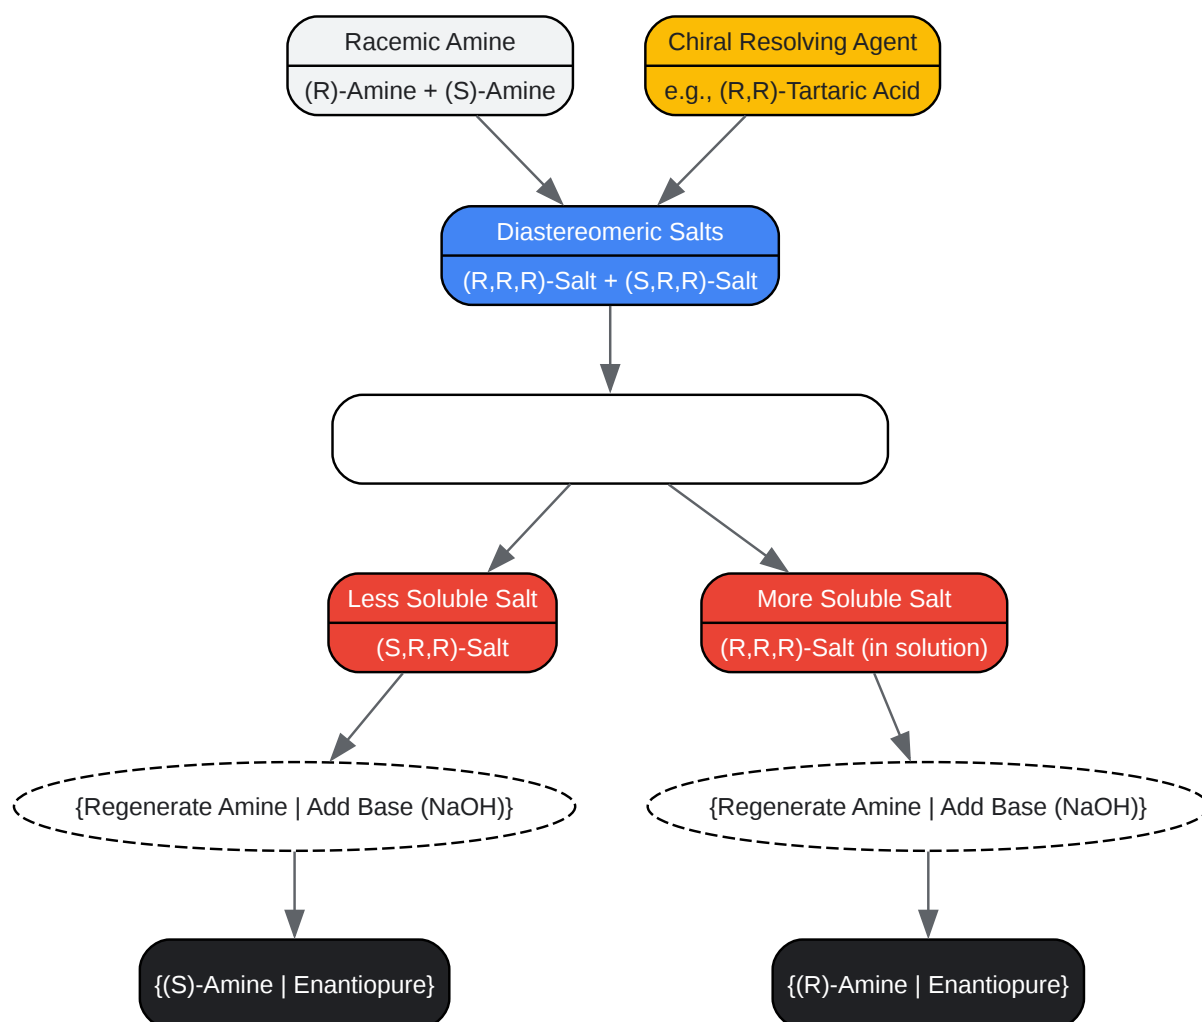 Racemic Amine
(R)-Amine + (S)-Amine
Chiral Resolving Agent
e.g., (R,R)-Tartaric Acid
Diastereomeric Salts
(R,R,R)-Salt + (S,R,R)-Salt
Less Soluble Salt
(S,R,R)-Salt
More Soluble Salt
(R,R,R)-Salt (in solution)
{Regenerate Amine | Add Base (NaOH)}
{Regenerate Amine | Add Base (NaOH)}
{(S)-Amine | Enantiopure}
{(R)-Amine | Enantiopure}